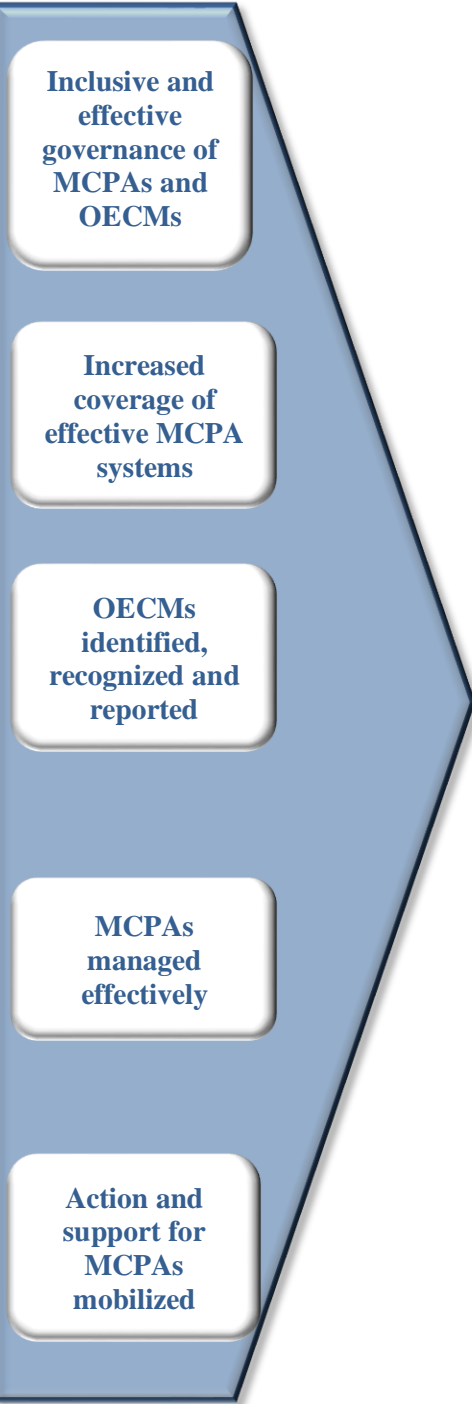 Inclusive and
effective
governance of
MCPAs and
OECMs
Increased
coverage of
effective MCPA
systems
OECMs
identified,
recognized and
reported
MCPAs
managed
effectively
Action and
support for
MCPAs
mobilized